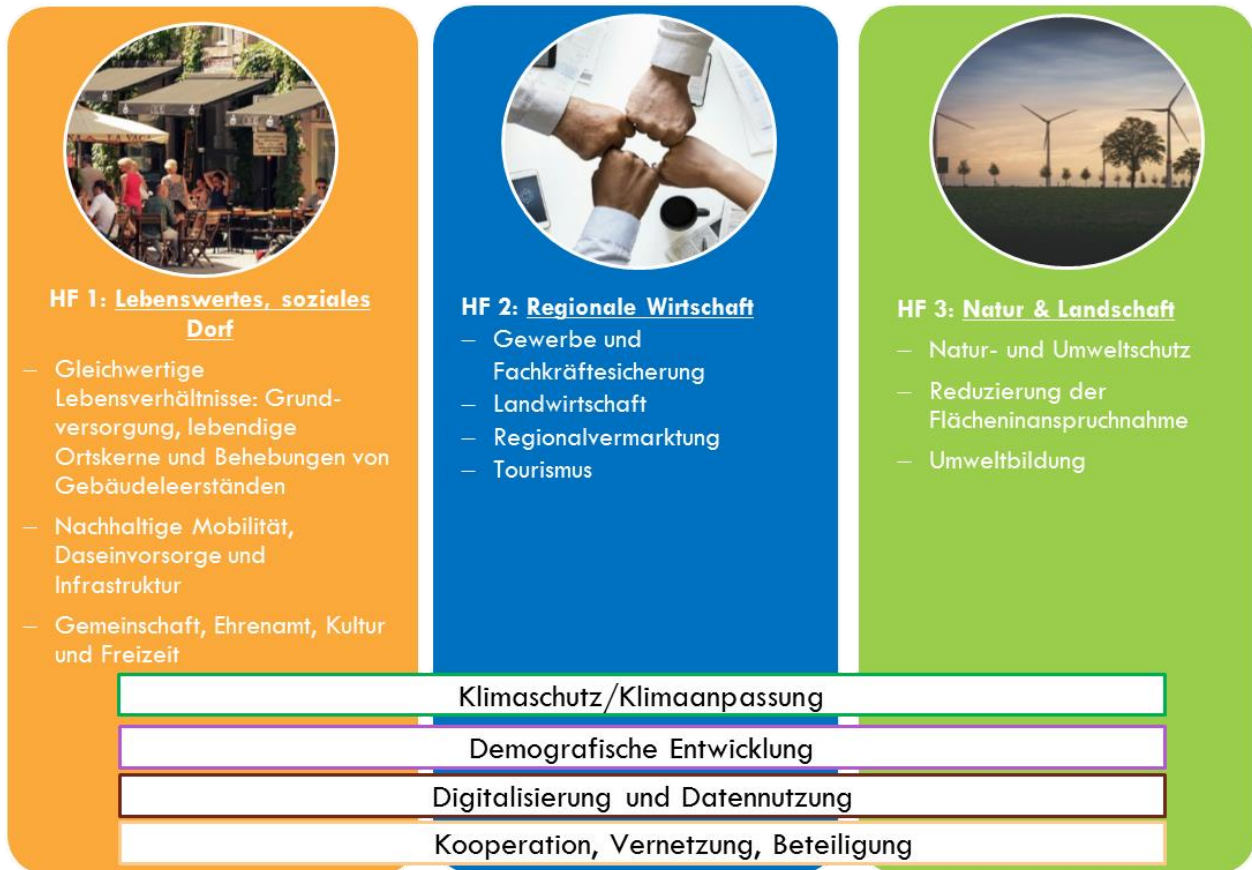 HF 1: Lebenswertes, soziales
Dorf
– Gleichwertige
Lebensverhältnisse: Grund-
versorgung, lebendige
Ortskerne und Behebungen von
Gebäudeleerständen
– Nachhaltige Mobilität,
Daseinvorsorge und
Infrastruktur
– Gemeinschaft, Ehrenamt, Kultur
und Freizeit
HF 2: Regionale Wirtschaft
– Gewerbe und
Fachkräftesicherung
– Landwirtschaft
– Regionalvermarktung
– Tourismus
HF 3: Natur & Landschaft
– Natur- und Umweltschutz
– Reduzierung der
Flächeninanspruchnahme
– Umweltbildung
Klimaschutz/Klimaanpassung
Demografische Entwicklung
Digitalisierung und Datennutzung
Kooperation, Vernetzung, Beteiligung